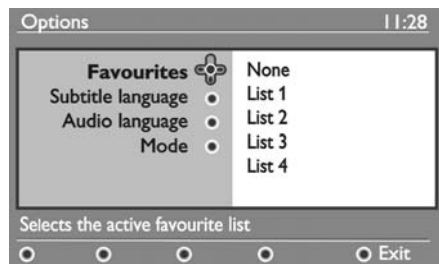 Options 11:28
Favourites None
Subtitle language List 1
Audio language List 2
Mode List 3
List 4
Selects the active favourite list
Exit